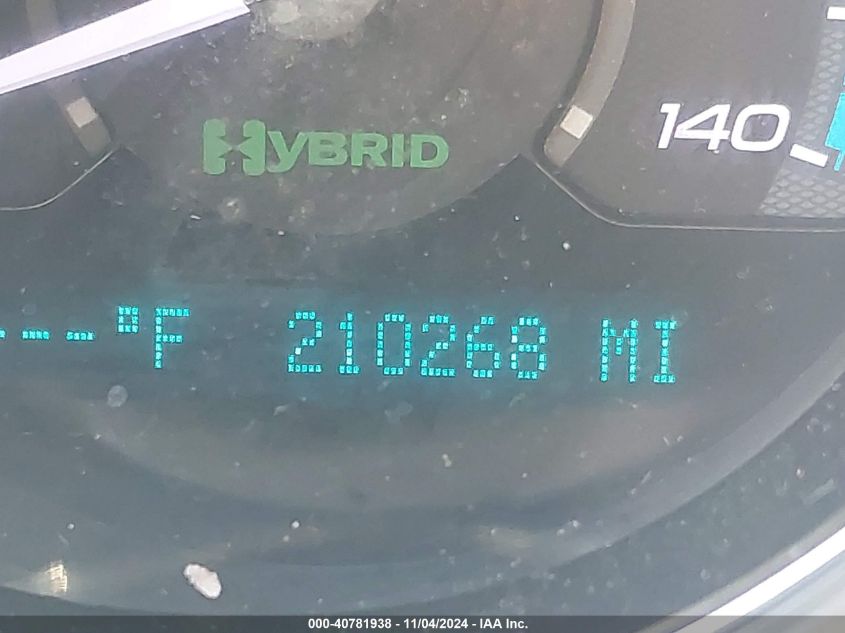 HYBRID
140
---°F 210268 MI
000-40781938 - 11/04/2024 - IAA Inc.